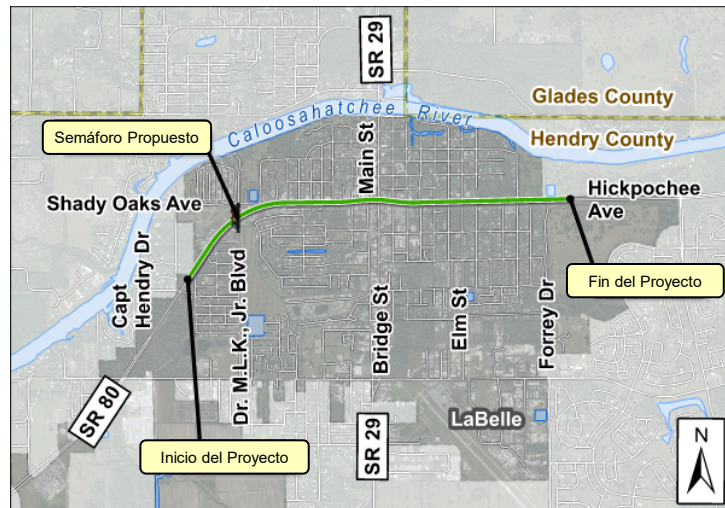 SR 29
Glades County
Caloosahatchee River
Hendry County
Semáforo Propuesto
Main St
Shady Oaks Ave
Hickpochee
Ave
Capt
Hendry Dr
Dr. M.L.K., Jr. Blvd
Bridge St
Elm St
Forrey Dr
Fin del Proyecto
SR 80
LaBelle
Inicio del Proyecto
SR 29
N